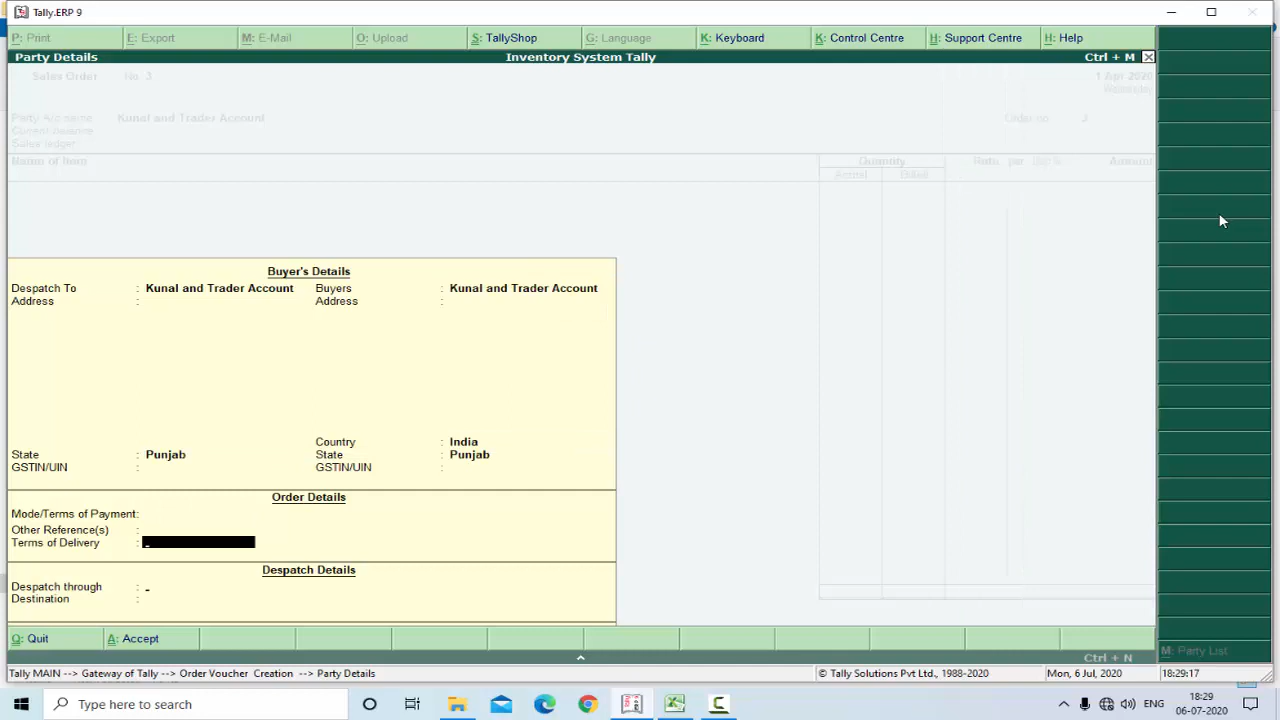 Tally.ERP 9
P: Print E: Export M: E-Mail O: Upload S: TallyShop G: Language K: Keyboard K: Control Centre H: Support Centre H: Help
Party Details Inventory System Tally Ctrl + M
Sales Order No. 3 1 Apr 2020
Wednesday
Party A/c name Kunal and Trader Account Order no. 3
Current balance
Sales ledger
Name of Item Quantity Rate per Disc % Amount
Actual Billed
Buyer's Details
Despatch To : Kunal and Trader Account Buyers : Kunal and Trader Account
Address : Address :
Country : India
State : Punjab State : Punjab
GSTIN/UIN : GSTIN/UIN :
Order Details
Mode/Terms of Payment:
Other Reference(s) :
Terms of Delivery :
Despatch Details
Despatch through :
Destination :
Q: Quit A: Accept
M: Party List
Ctrl + N
Tally MAIN --> Gateway of Tally --> Order Voucher Creation --> Party Details © Tally Solutions Pvt Ltd., 1988-2020 Mon, 6 Jul, 2020 18:29:17
Type here to search ENG 18:29
06-07-2020